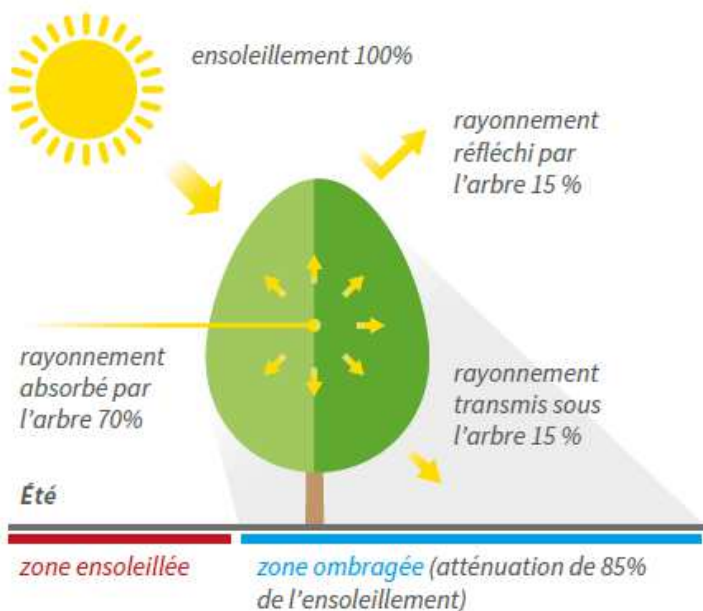 ensoleillement 100%
rayonnement
réfléchi par
l'arbre 15 %
rayonnement
absorbé par
l'arbre 70%
rayonnement
transmis sous
l'arbre 15 %
Été
zone ensoleillée
zone ombragée (atténuation de 85%
de l'ensoleillement)